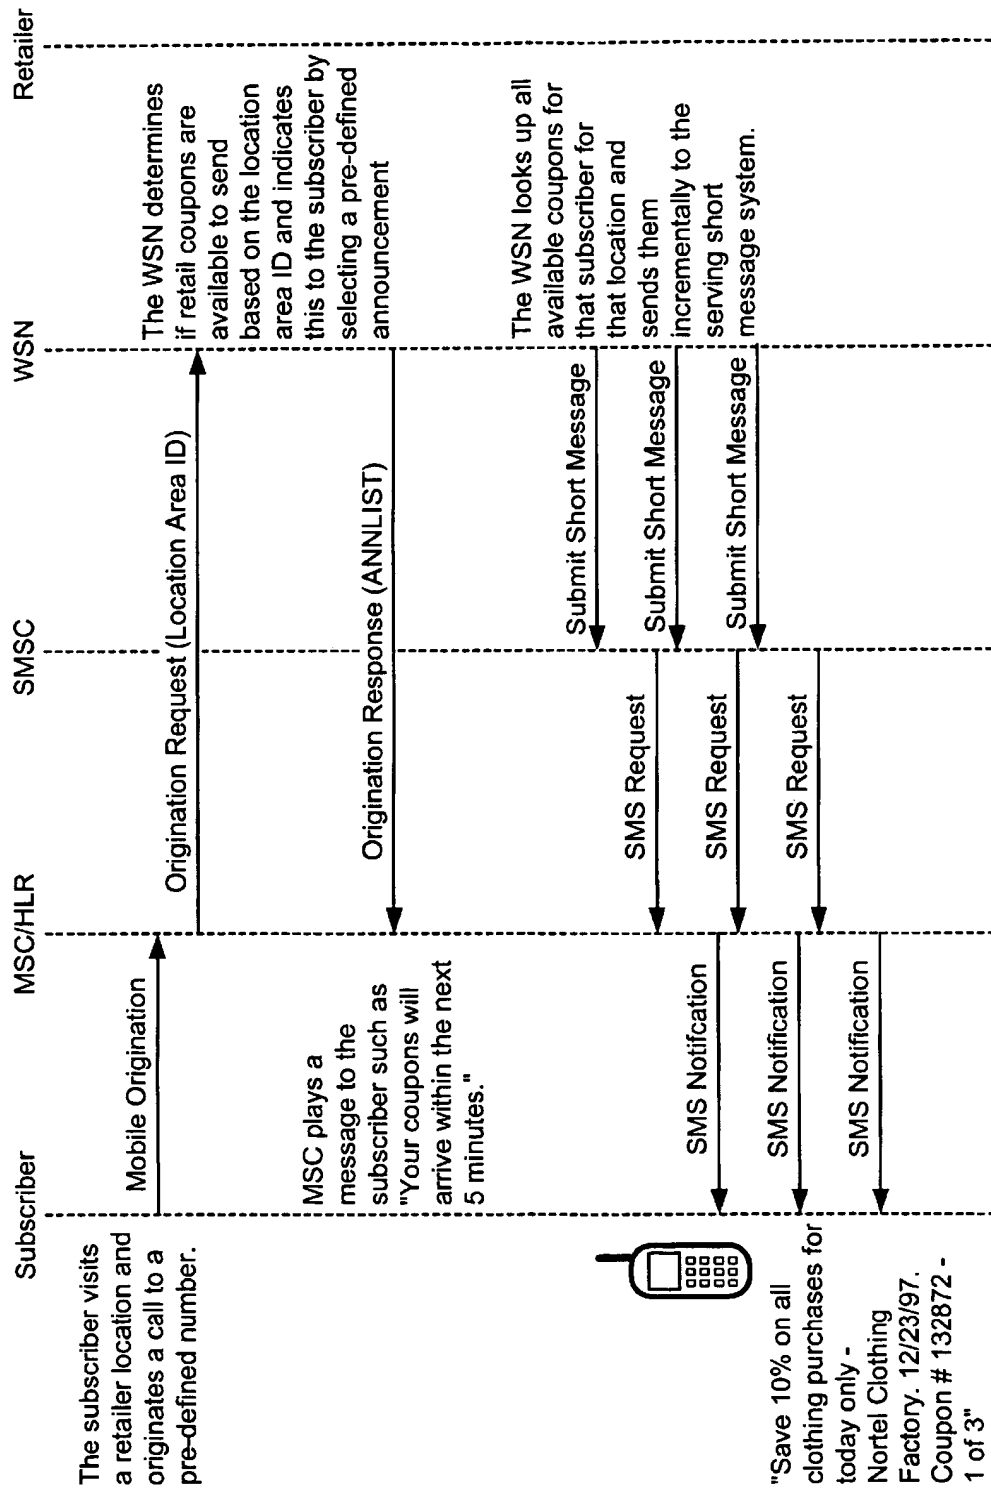 Subscriber
MSC/HLR
SMSC
WSN
Retailer
The subscriber visits
a retailer location and
originates a call to a
pre-defined number.
Mobile Origination
Origination Request (Location Area ID)
The WSN determines
if retail coupons are
available to send
based on the location
area ID and indicates
this to the subscriber by
selecting a pre-defined
announcement
Origination Response (ANNLIST)
MSC plays a
message to the
subscriber such as
"Your coupons will
arrive within the next
5 minutes."
The WSN looks up all
available coupons for
that subscriber for
that location and
sends them
incrementally to the
serving short
message system.
Submit Short Message
Submit Short Message
Submit Short Message
SMS Request
SMS Request
SMS Request
SMS Notifcation
SMS Notification
SMS Notification
"Save 10% on all
clothing purchases for
today only -
Nortel Clothing
Factory. 12/23/97.
Coupon # 132872 -
1 of 3"